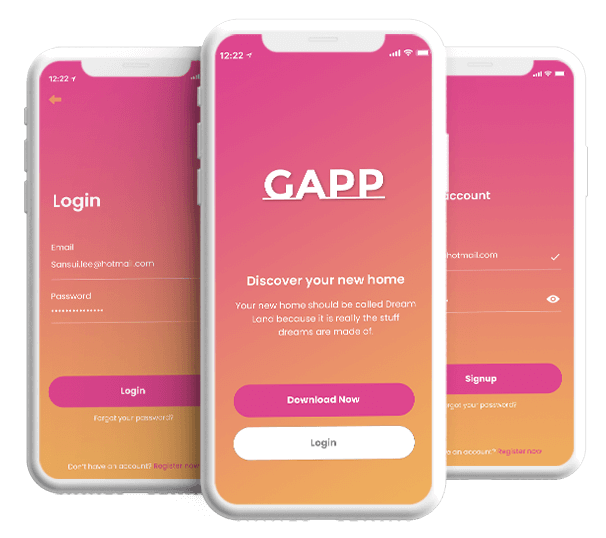 12:22
Login
Email
Sansui.lee@hotmail.com
Password
Login
Forgot your password?
Don't have an account? Register now
12:22
GAPP
Discover your new home
Your new home should be called Dream
Land because it is really the stuff
dreams are made of.
Download Now
Login
account
hotmail.com
Signup
got your password?
an account? Register now